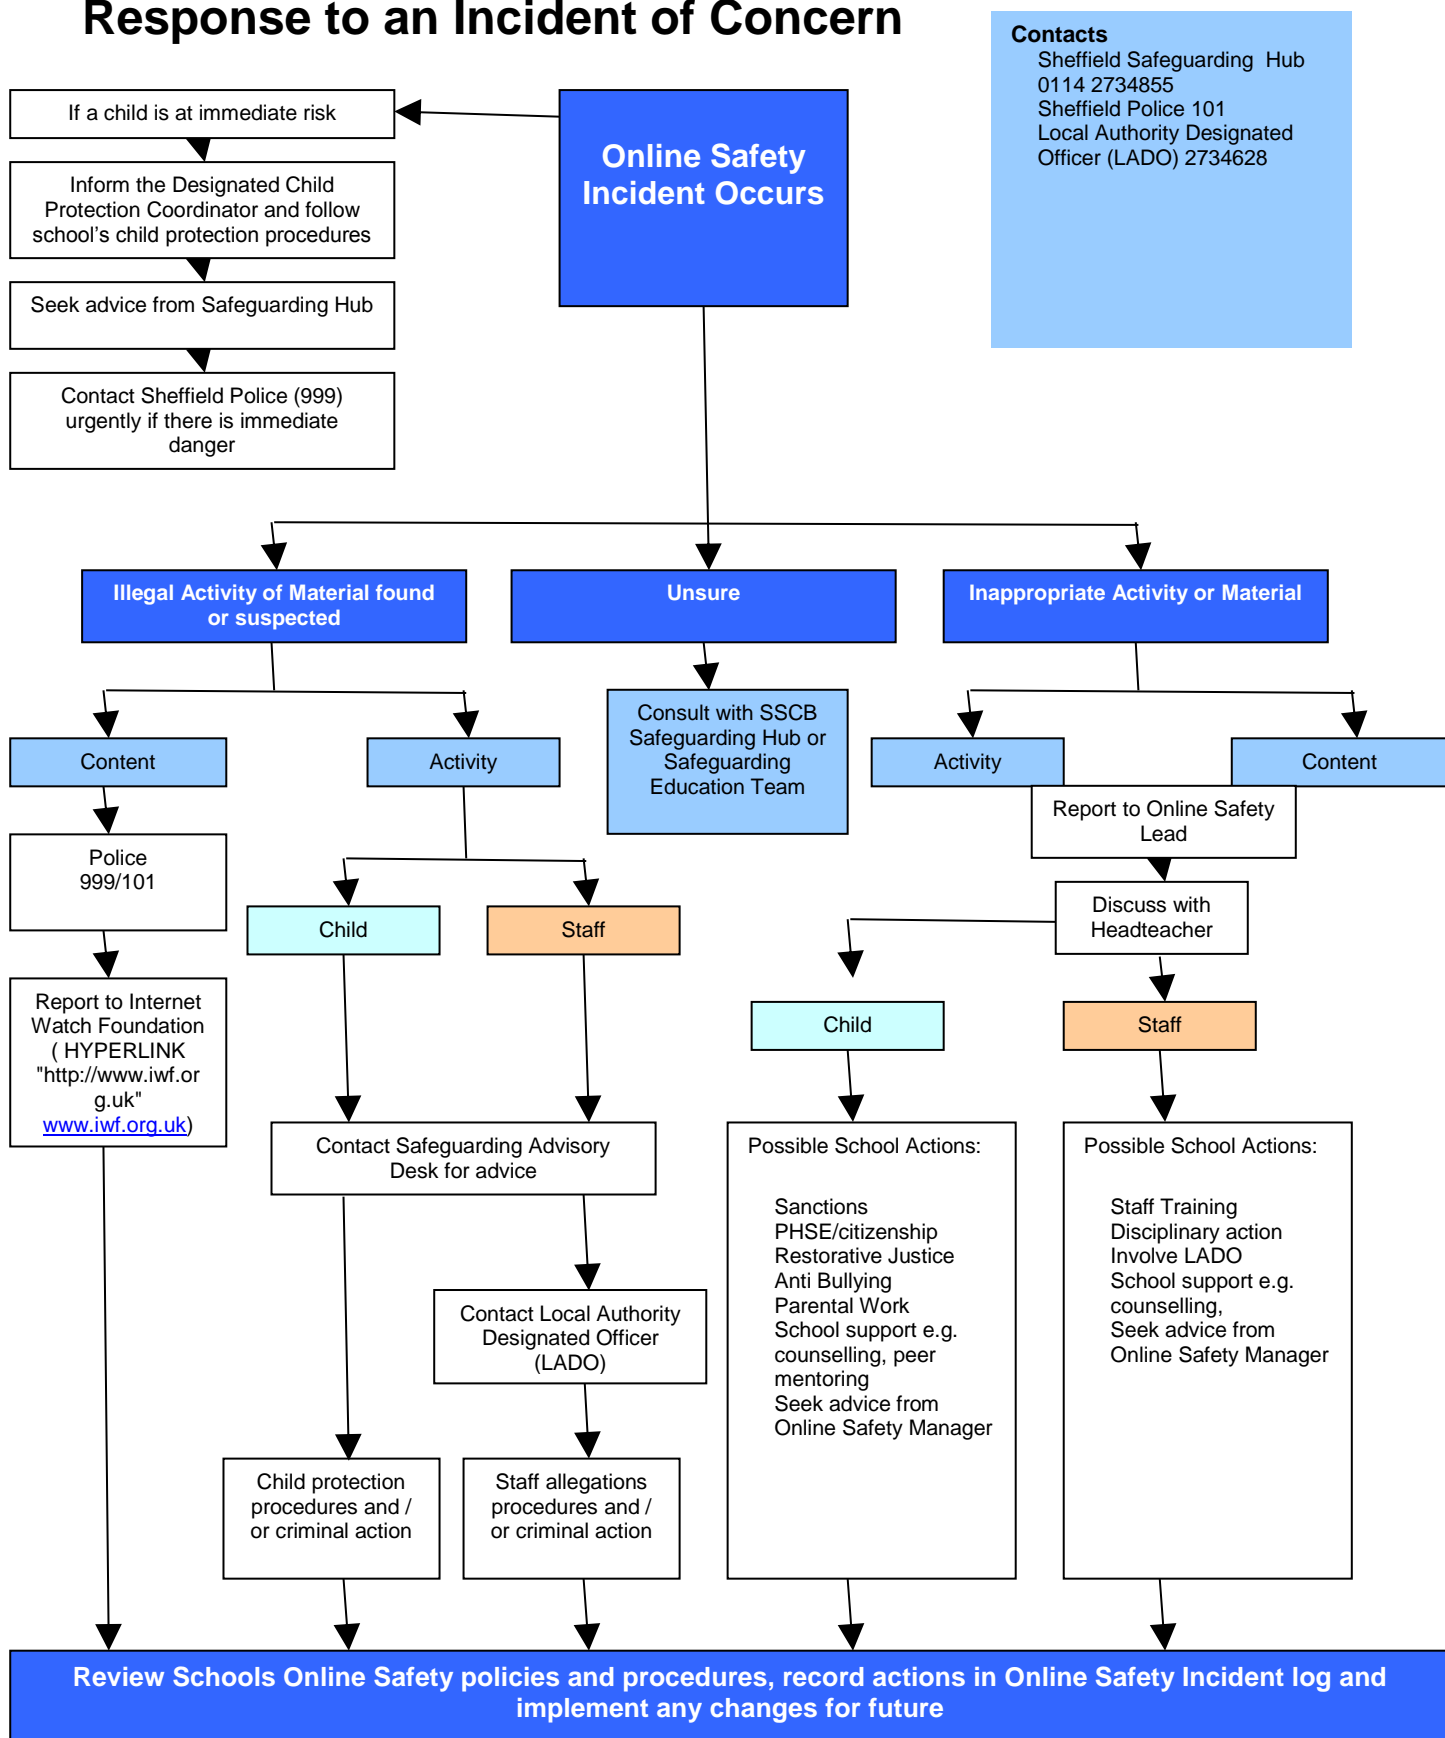 Response to an Incident of Concern
Contacts
Sheffield Safeguarding  Hub
0114 2734855
Sheffield Police 101
Local Authority Designated
Officer (LADO) 2734628
If a child is at immediate risk
Online Safety
Incident Occurs
Inform the Designated Child
Protection Coordinator and follow
school's child protection procedures
Seek advice from Safeguarding Hub
Contact Sheffield Police (999)
urgently if there is immediate
danger
Illegal Activity of Material found
or suspected
Unsure
Inappropriate Activity or Material
Content
Activity
Consult with SSCB
Safeguarding Hub or
Safeguarding
Education Team
Activity
Content
Report to Online Safety
Lead
Police
999/101
Child
Staff
Discuss with
Headteacher
Report to Internet
Watch Foundation
( HYPERLINK
"http://www.iwf.or
g.uk"
www.iwf.org.uk)
Child
Staff
Contact Safeguarding Advisory
Desk for advice
Possible School Actions:
Sanctions
PHSE/citizenship
Restorative Justice
Anti Bullying
Parental Work
School support e.g.
counselling, peer
mentoring
Seek advice from
Online Safety Manager
Possible School Actions:
Staff Training
Disciplinary action
Involve LADO
School support e.g.
counselling,
Seek advice from
Online Safety Manager
Contact Local Authority
Designated Officer
(LADO)
Child protection
procedures and /
or criminal action
Staff allegations
procedures and /
or criminal action
Review Schools Online Safety policies and procedures, record actions in Online Safety Incident log and
implement any changes for future